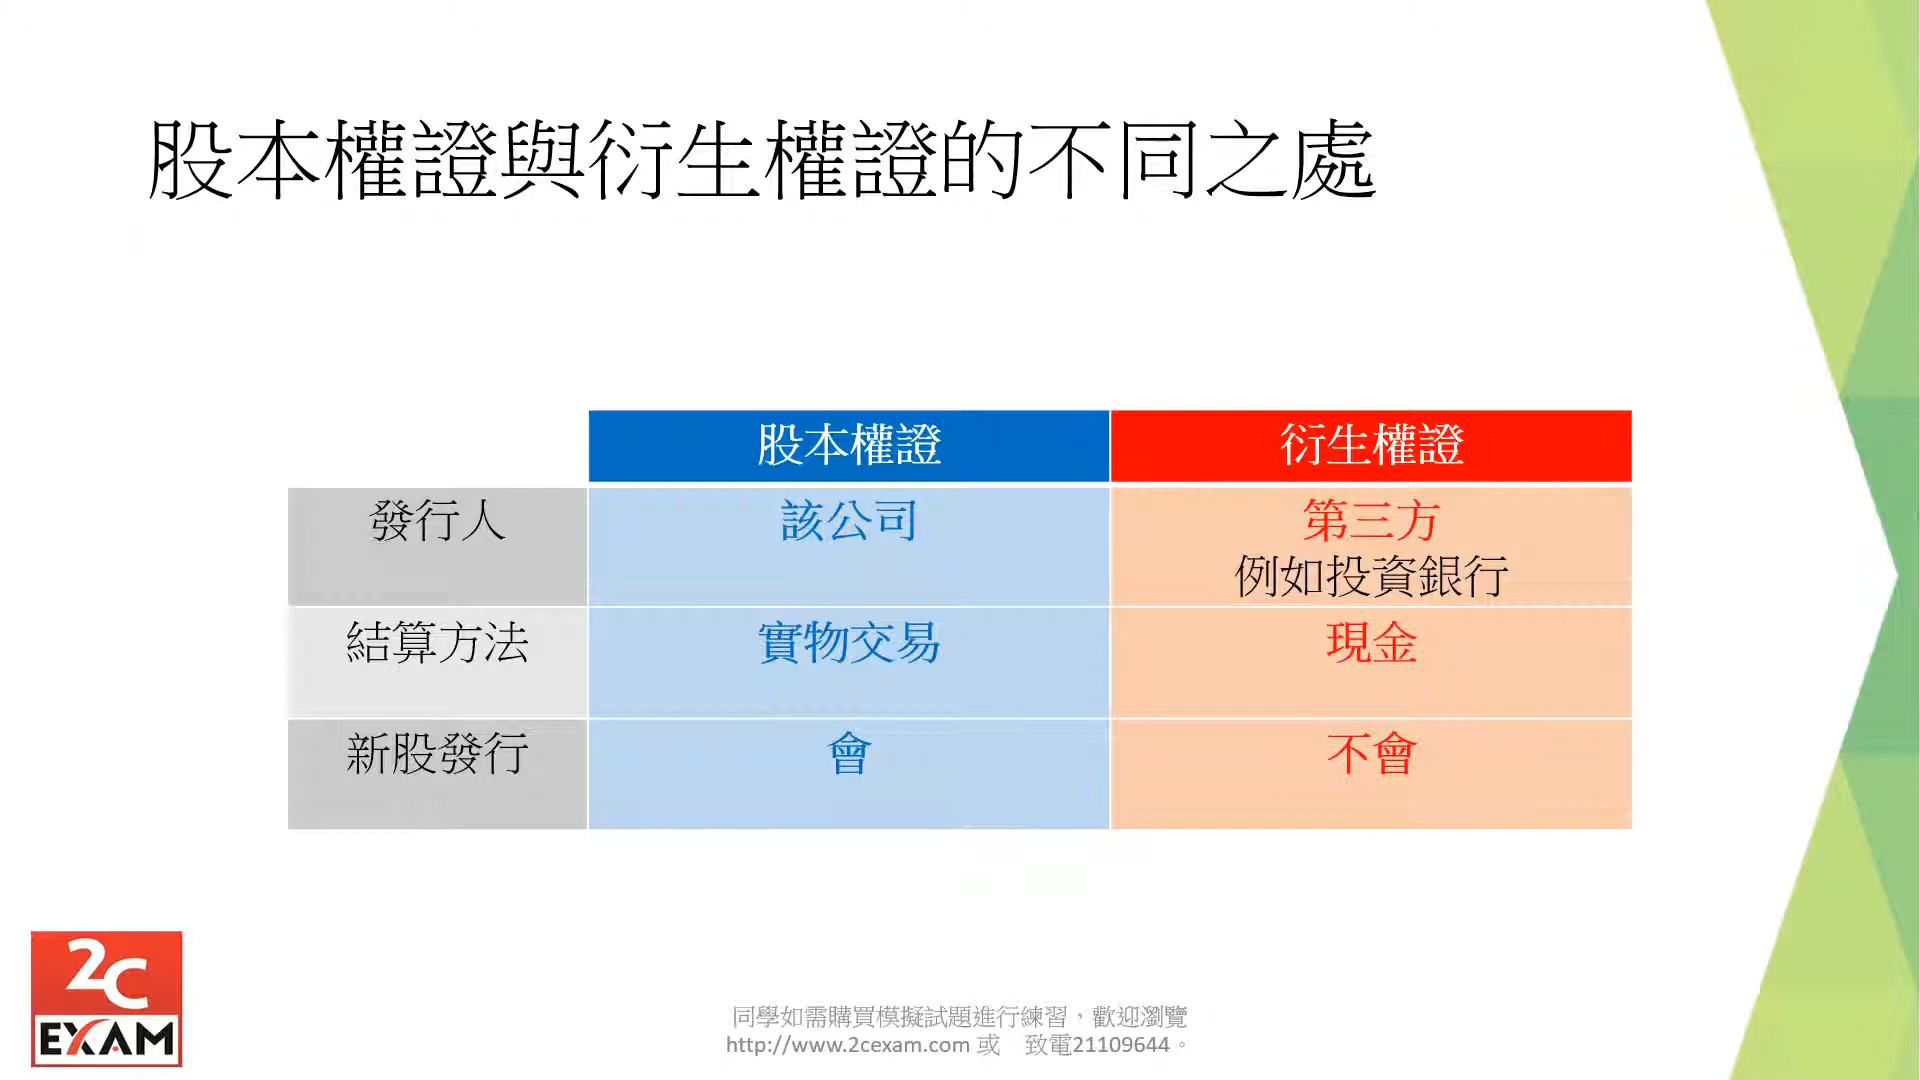 股本權證與衍生權證的不同之處
股本權證 衍生權證
發行人 該公司 第三方
例如投資銀行
結算方法 實物交易 現金
新股發行 會 不會
2C
EXAM
同學如需購買模擬試題進行練習，歡迎瀏覽
http://www.2cexam.com 或 致電21109644。